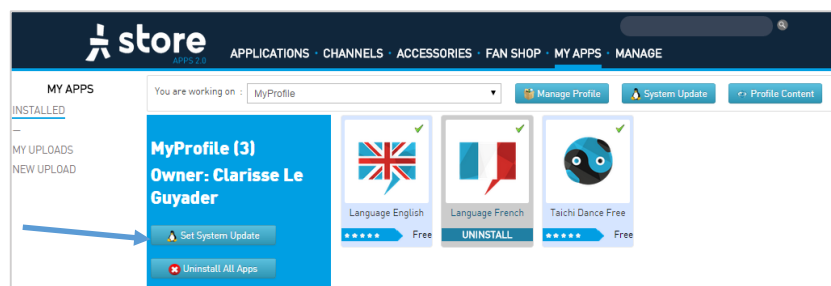 store
APPS 2.0
APPLICATIONS · CHANNELS · ACCESSORIES · FAN SHOP · MY APPS · MANAGE
MY APPS
INSTALLED
–
MY UPLOADS
NEW UPLOAD
You are working on : MyProfile
Manage Profile
System Update
Profile Content
MyProfile (3)
Owner: Clarisse Le
Guyader
Set System Update
Uninstall All Apps
Language English
Free
Language French
UNINSTALL
Taichi Dance Free
Free